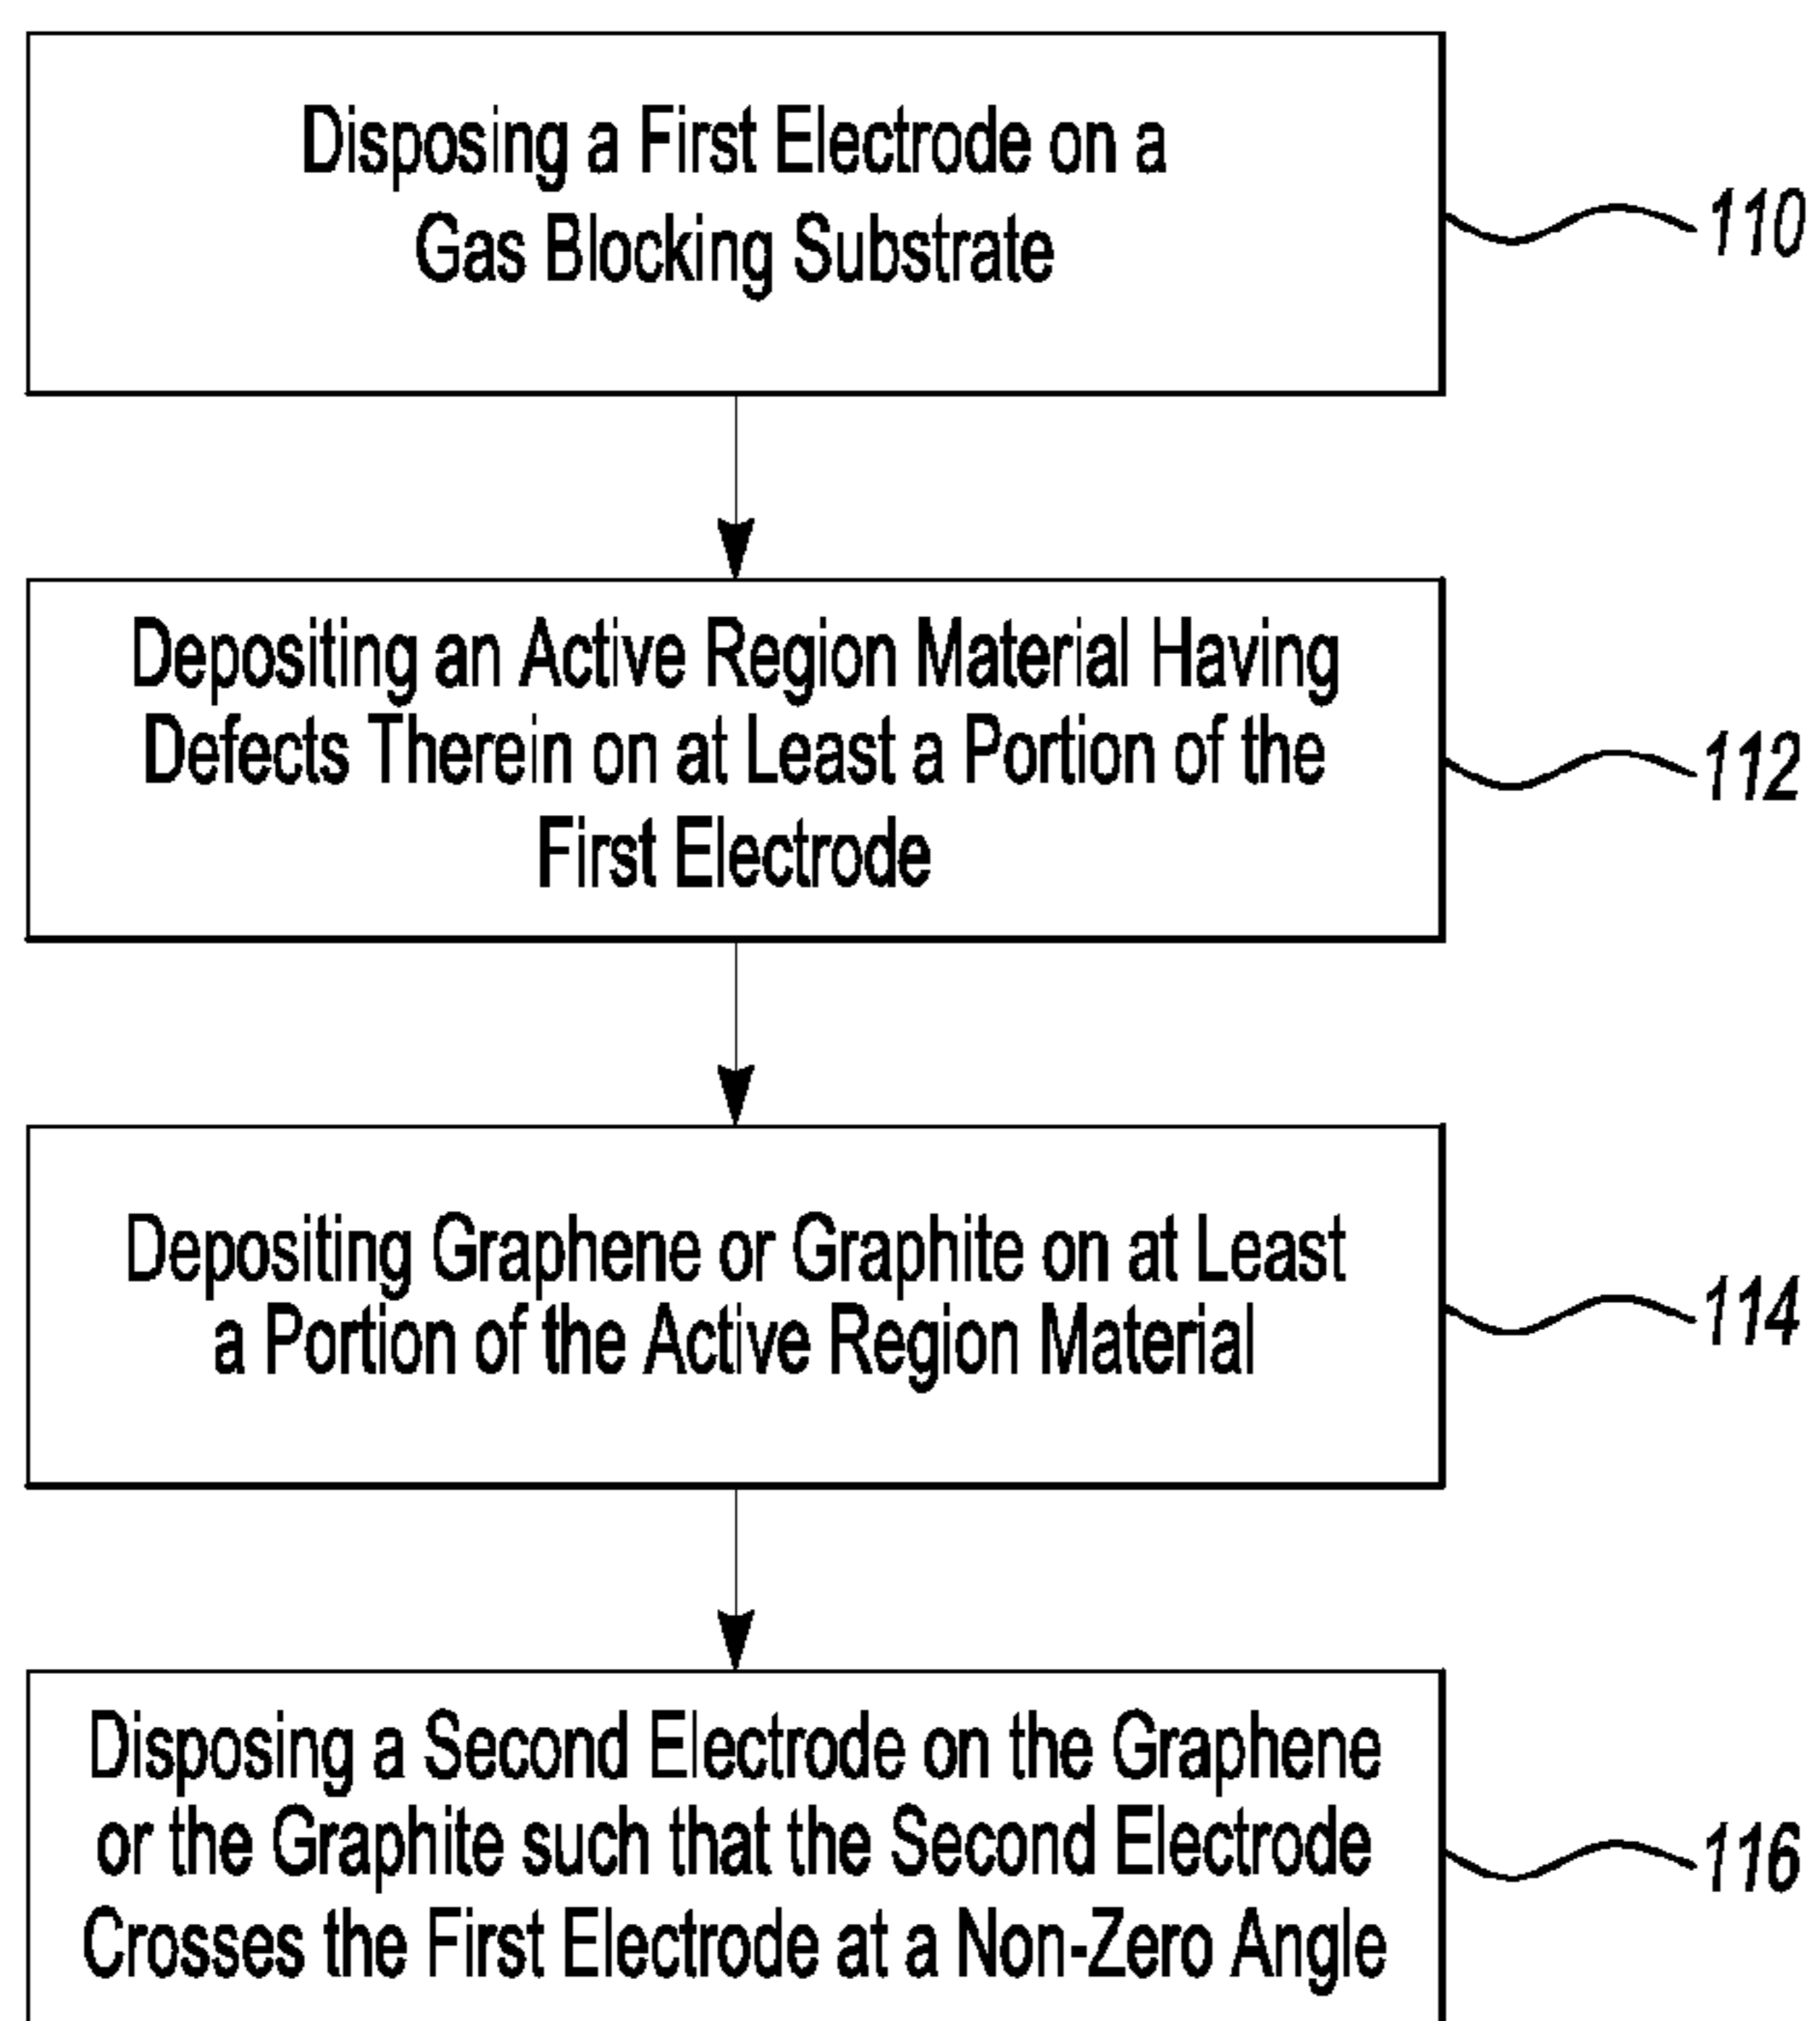 Disposing a First Electrode on a
Gas Blocking Substrate
110
Depositing an Active Region Material Having
Defects Therein on at Least a Portion of the
First Electrode
112
Depositing Graphene or Graphite on at Least
a Portion of the Active Region Material
114
Disposing a Second Electrode on the Graphene
or the Graphite such that the Second Electrode
Crosses the First Electrode at a Non-Zero Angle
116